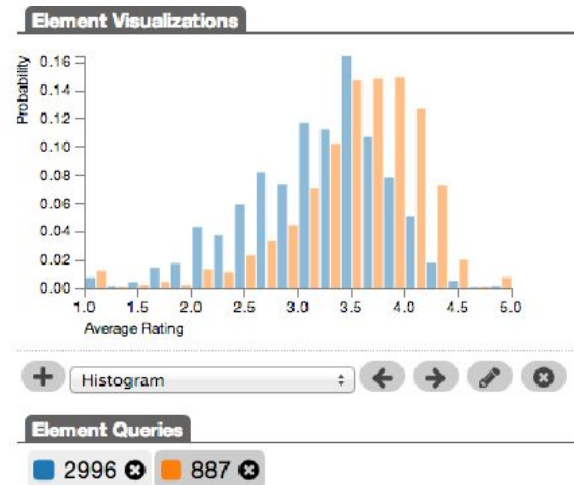 Element Visualizations
Probability
0.16
0.14
0.12
0.10
0.08
0.06
0.04
0.02
0.00
1.0 1.5 2.0 2.5 3.0 3.5 4.0 4.5 5.0
Average Rating
Histogram
Element Queries
2996 887